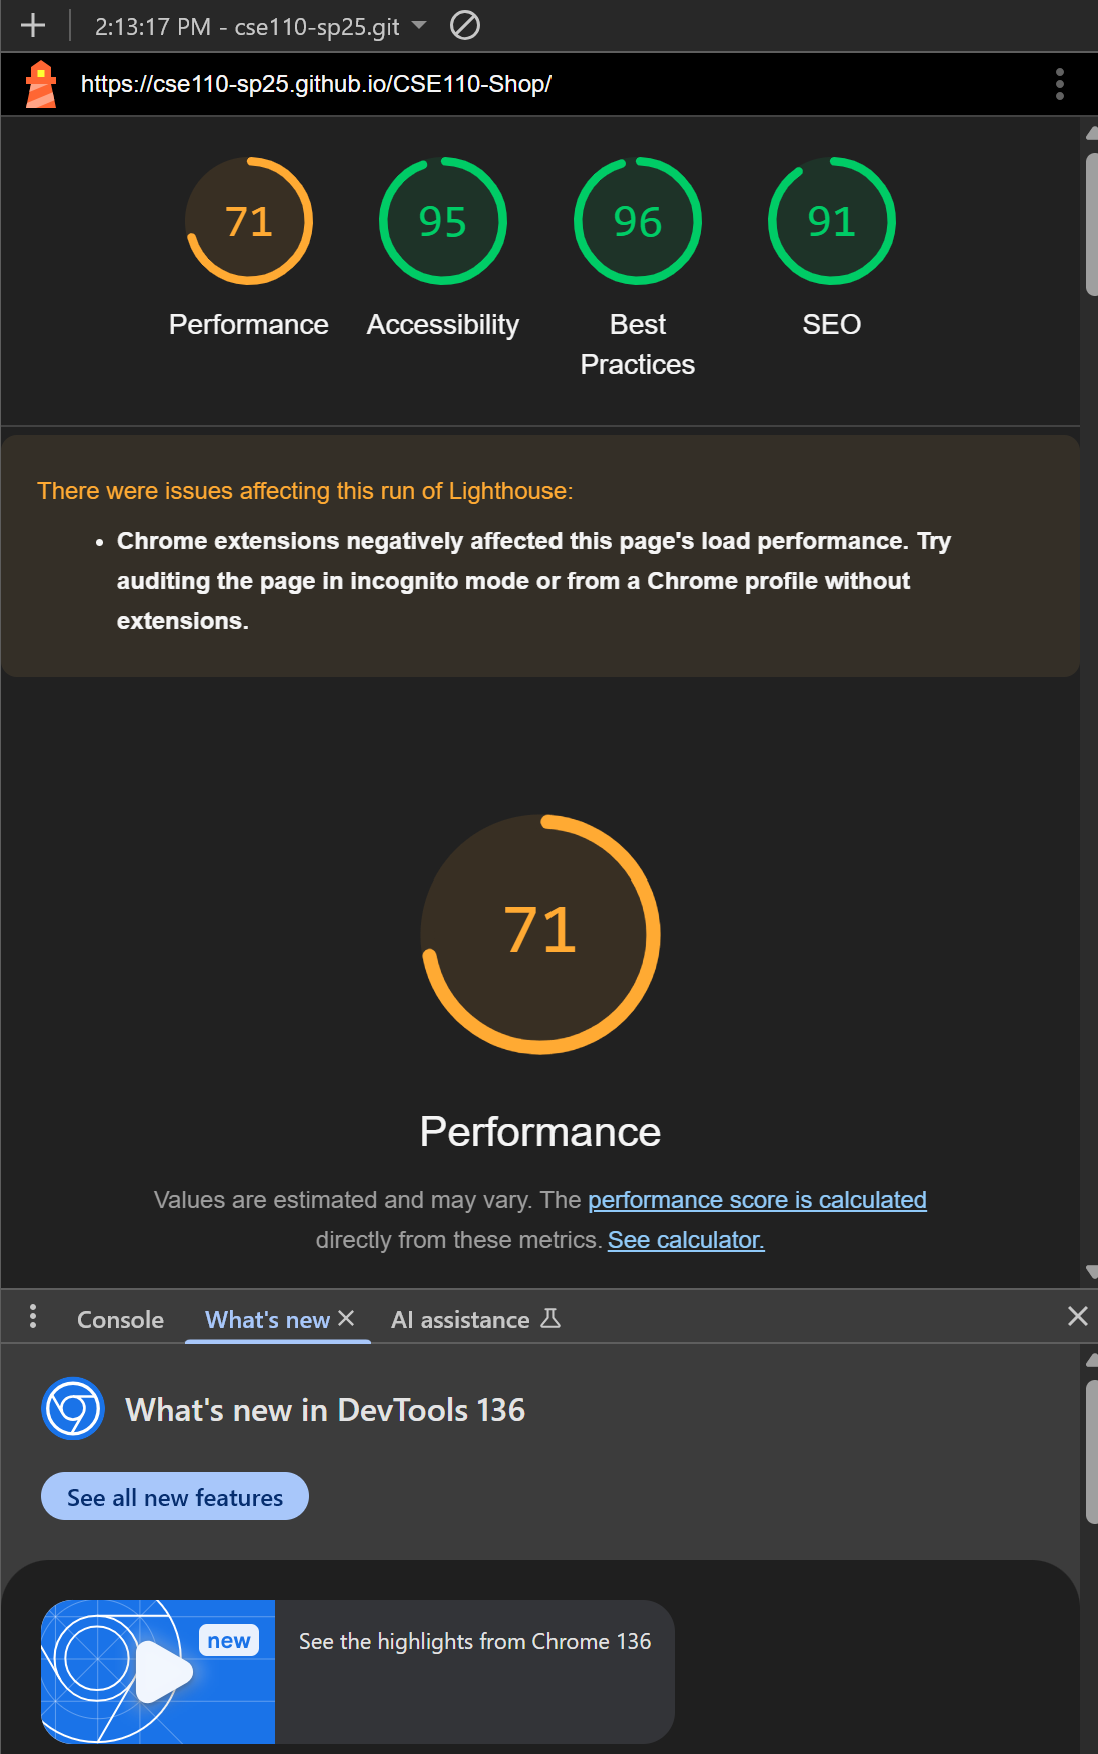 2:13:17 PM - cse110-sp25.git
https://cse110-sp25.github.io/CSE110-Shop/
71
95
96
91
Performance
Accessibility
Best
Practices
SEO
There were issues affecting this run of Lighthouse:
• Chrome extensions negatively affected this page's load performance. Try
auditing the page in incognito mode or from a Chrome profile without
extensions.
71
Performance
Values are estimated and may vary. The performance score is calculated
directly from these metrics. See calculator.
Console
What's new
AI assistance
What's new in DevTools 136
See all new features
new
See the highlights from Chrome 136